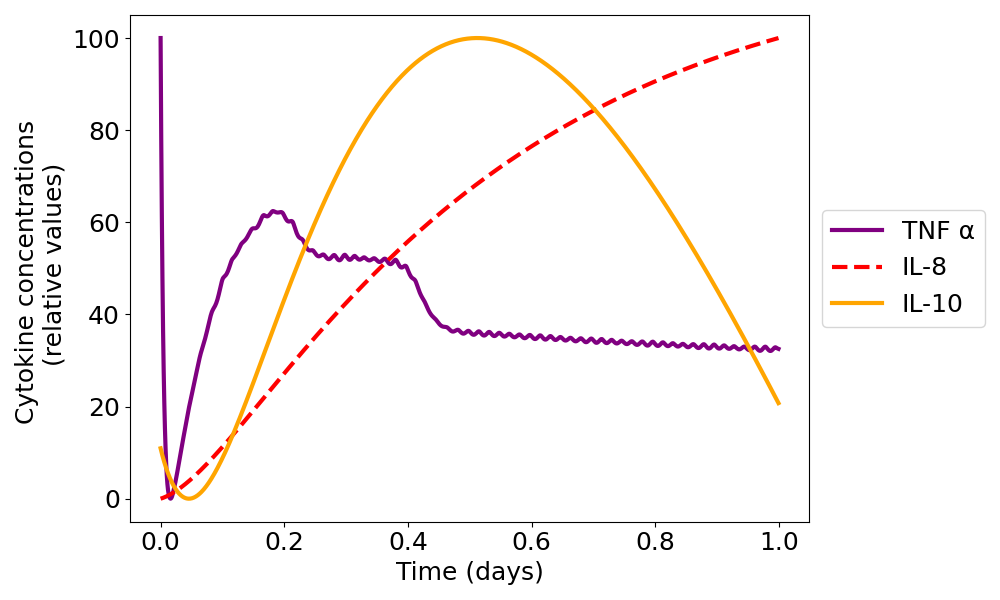 Cytokine concentrations
(relative values)
100
80
60
40
20
0
0.0 0.2 0.4 0.6 0.8 1.0
Time (days)
TNF α
IL-8
IL-10